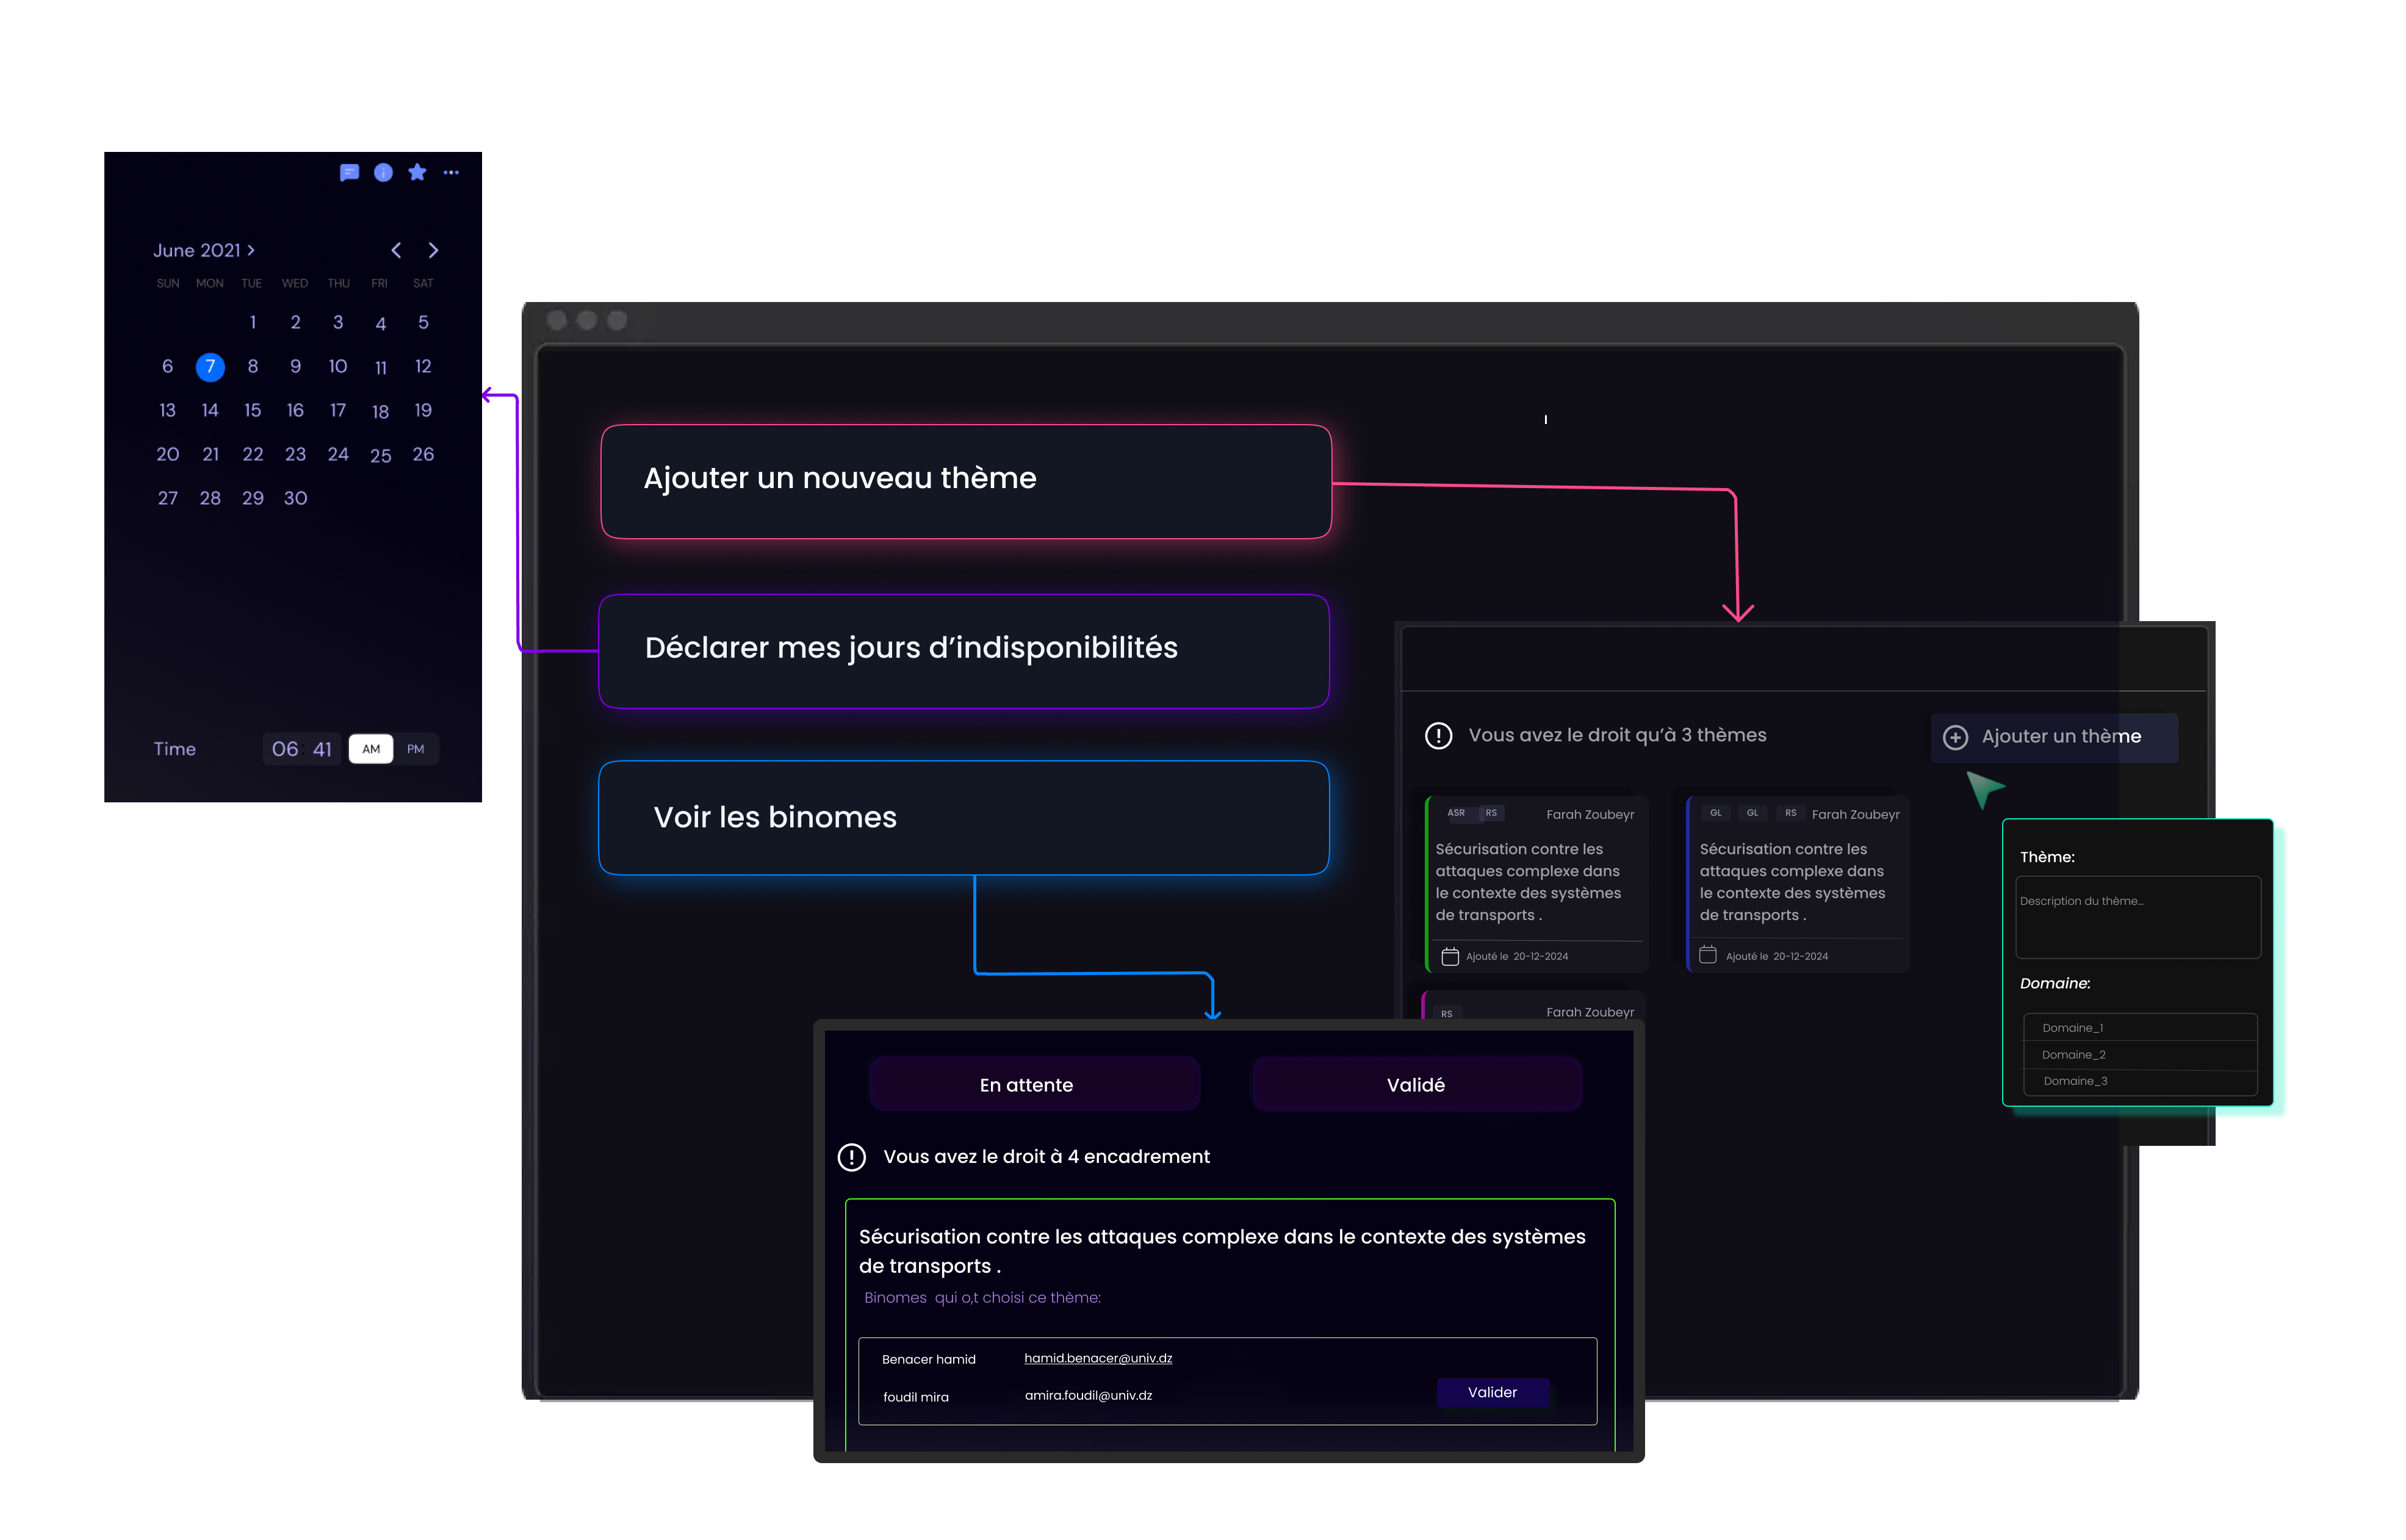 June 2021
SUN MON TUE WED THU FRI SAT
1 2 3 4 5
6 7 8 9 10 11 12
13 14 15 16 17 18 19
20 21 22 23 24 25 26
27 28 29 30
Time 06 : 41 AM PM
Ajouter un nouveau thème
Déclarer mes jours d’indisponibilités
Voir les binomes
Vous avez le droit qu’à 3 thèmes
Ajouter un thème
ASR RS Farah Zoubeyr
Sécurisation contre les
attaques complexe dans
le contexte des systèmes
de transports .
Ajouté le 20-12-2024
GL GL RS Farah Zoubeyr
Sécurisation contre les
attaques complexe dans
le contexte des systèmes
de transports .
Ajouté le 20-12-2024
RS Farah Zoubeyr
Thème:
Description du thème...
Domaine:
Domaine_1
Domaine_2
Domaine_3
En attente
Validé
Vous avez le droit à 4 encadrement
Sécurisation contre les attaques complexe dans le contexte des systèmes
de transports .
Binomes qui o,t choisi ce thème:
Benacer hamid hamid.benacer@univ.dz
foudil mira amira.foudil@univ.dz
Valider